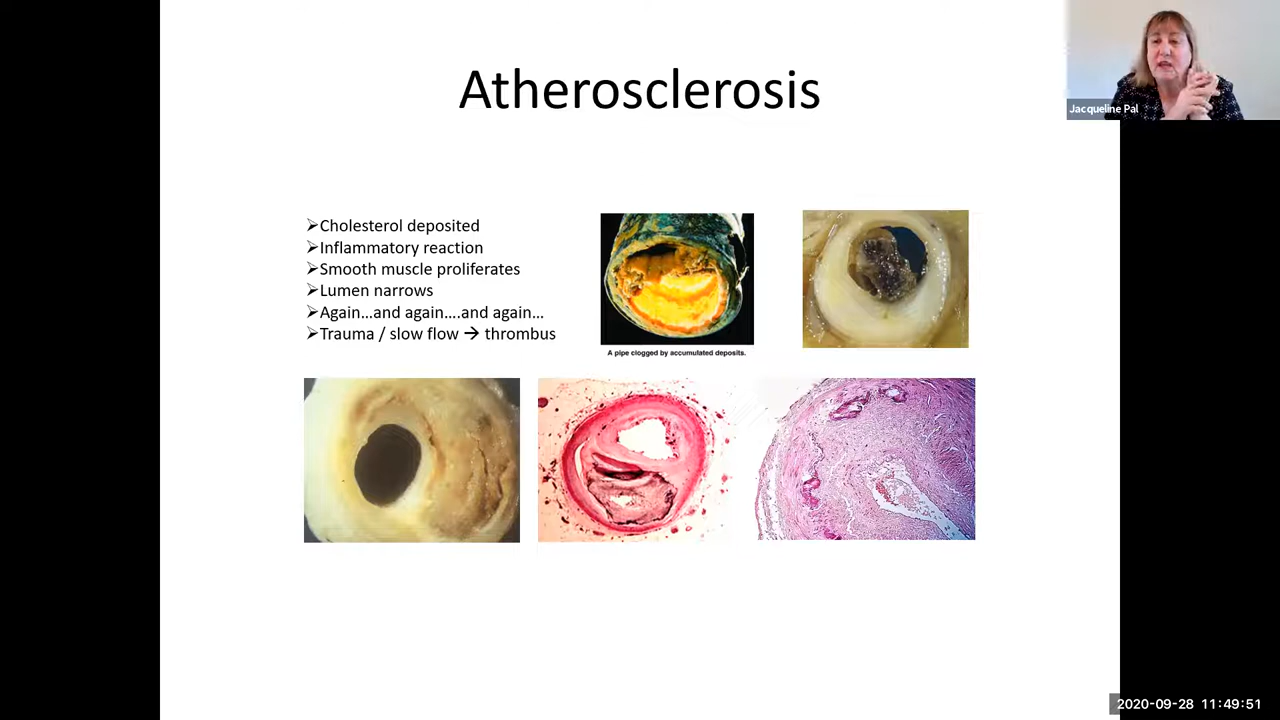 Atherosclerosis
Jacqueline Pal
➢Cholesterol deposited
➢Inflammatory reaction
➢Smooth muscle proliferates
➢Lumen narrows
➢Again...and again....and again...
➢Trauma / slow flow → thrombus
A pipe clogged by accumulated deposits.
2020-09-28 11:49:51